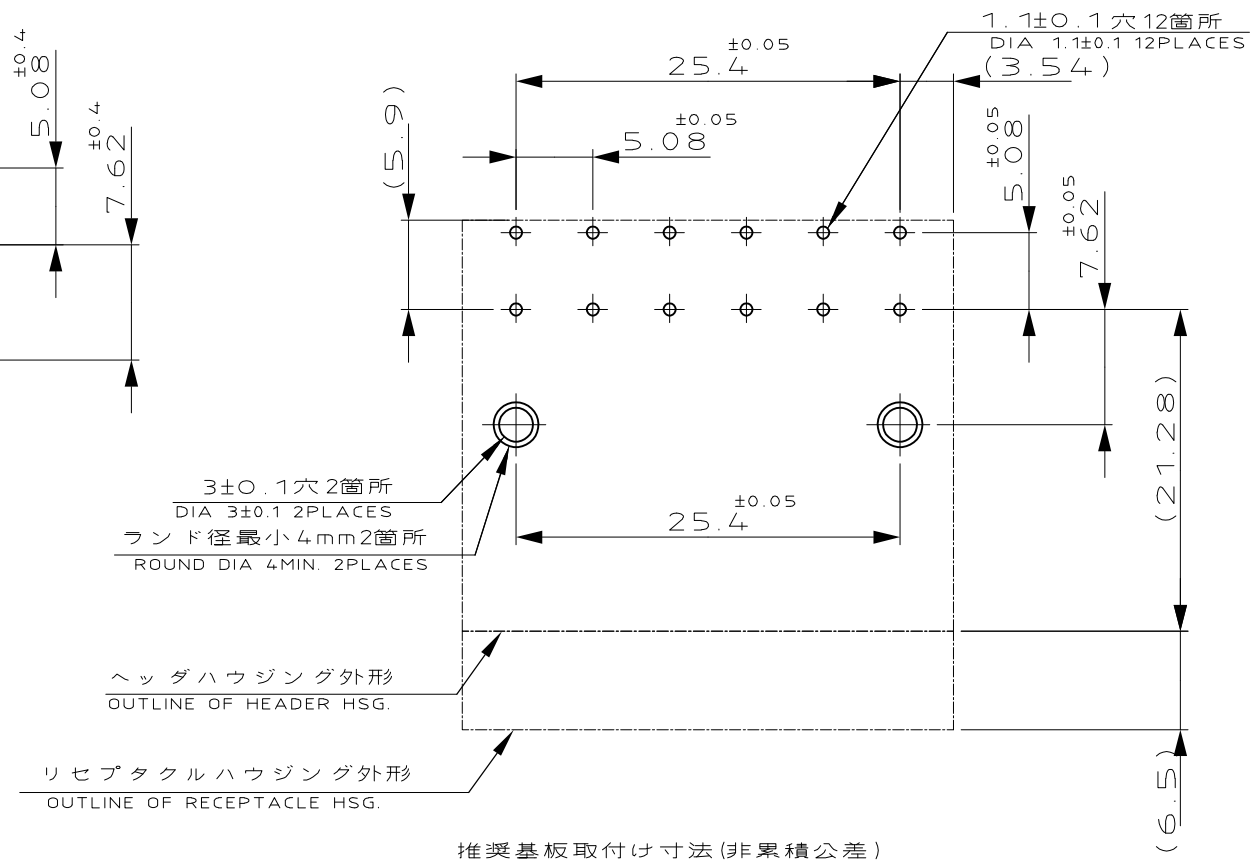 1.1±0.1 穴 12箇所
DIA 1.1±0.1 12PLACES
±0.05
25.4
(3.54)
±0.4
5.08
±0.4
7.62
(5.9)
±0.05
5.08
±0.05
5.08
±0.05
7.62
(21.28)
3±0.1穴 2箇所
DIA 3±0.1 2PLACES
ランド径最小4mm2箇所
ROUND DIA 4MIN. 2PLACES
±0.05
25.4
ヘッダハウジング外形
OUTLINE OF HEADER HSG.
リセプタクルハウジング外形
OUTLINE OF RECEPTACLE HSG.
(6.5)
推奨基板取付け寸法(非累積公差)